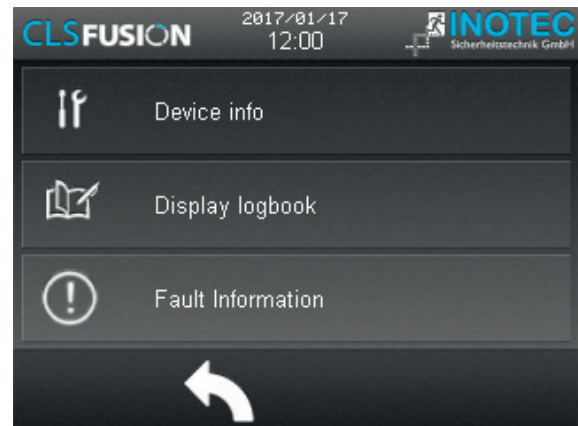 CLSFUSION
2017/01/17
12:00
INOTEC
Sicherheitstechnik GmbH
Device info
Display logbook
Fault Information